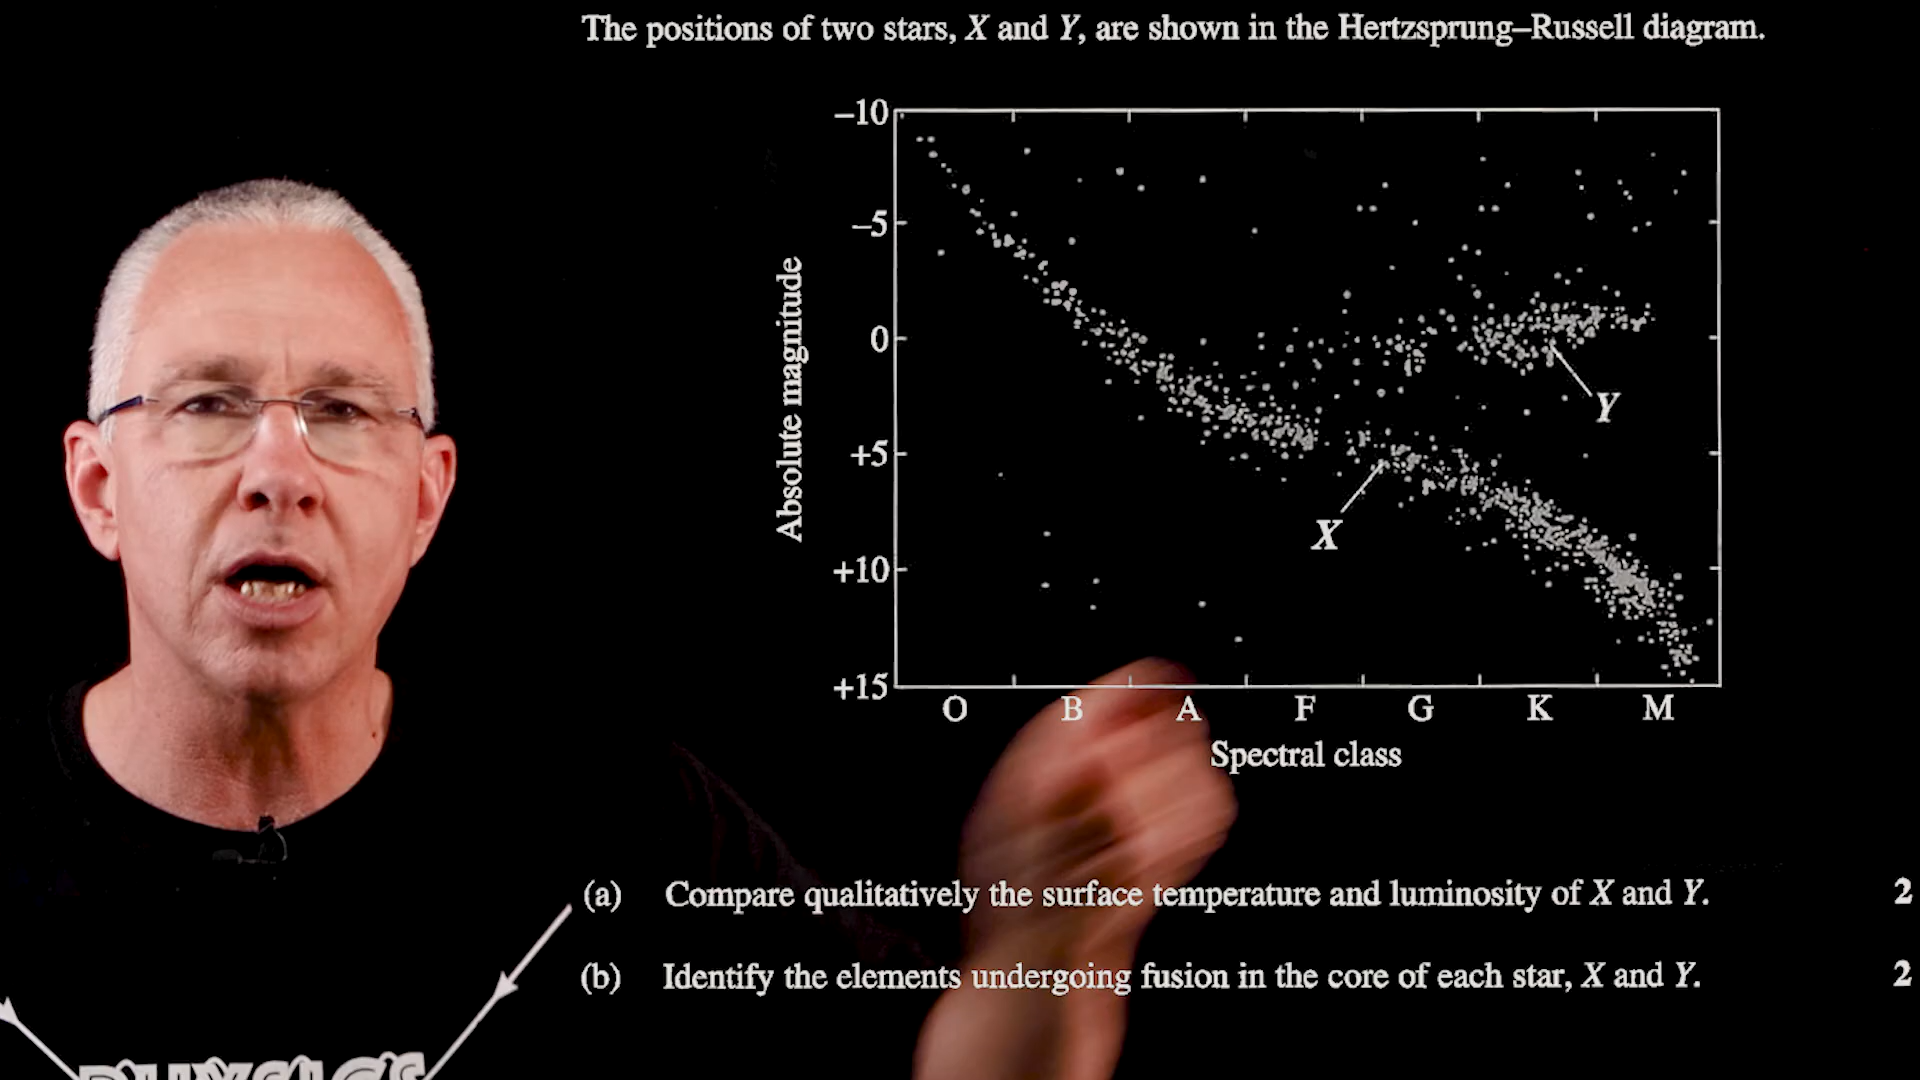 The positions of two stars, X and Y, are shown in the Hertzsprung–Russell diagram.
–10
–5
0
+5
+10
+15
Absolute magnitude
Y
X
O B A F G K M
Spectral class
(a) Compare qualitatively the surface temperature and luminosity of X and Y. 2
(b) Identify the elements undergoing fusion in the core of each star, X and Y. 2
PHYSICS